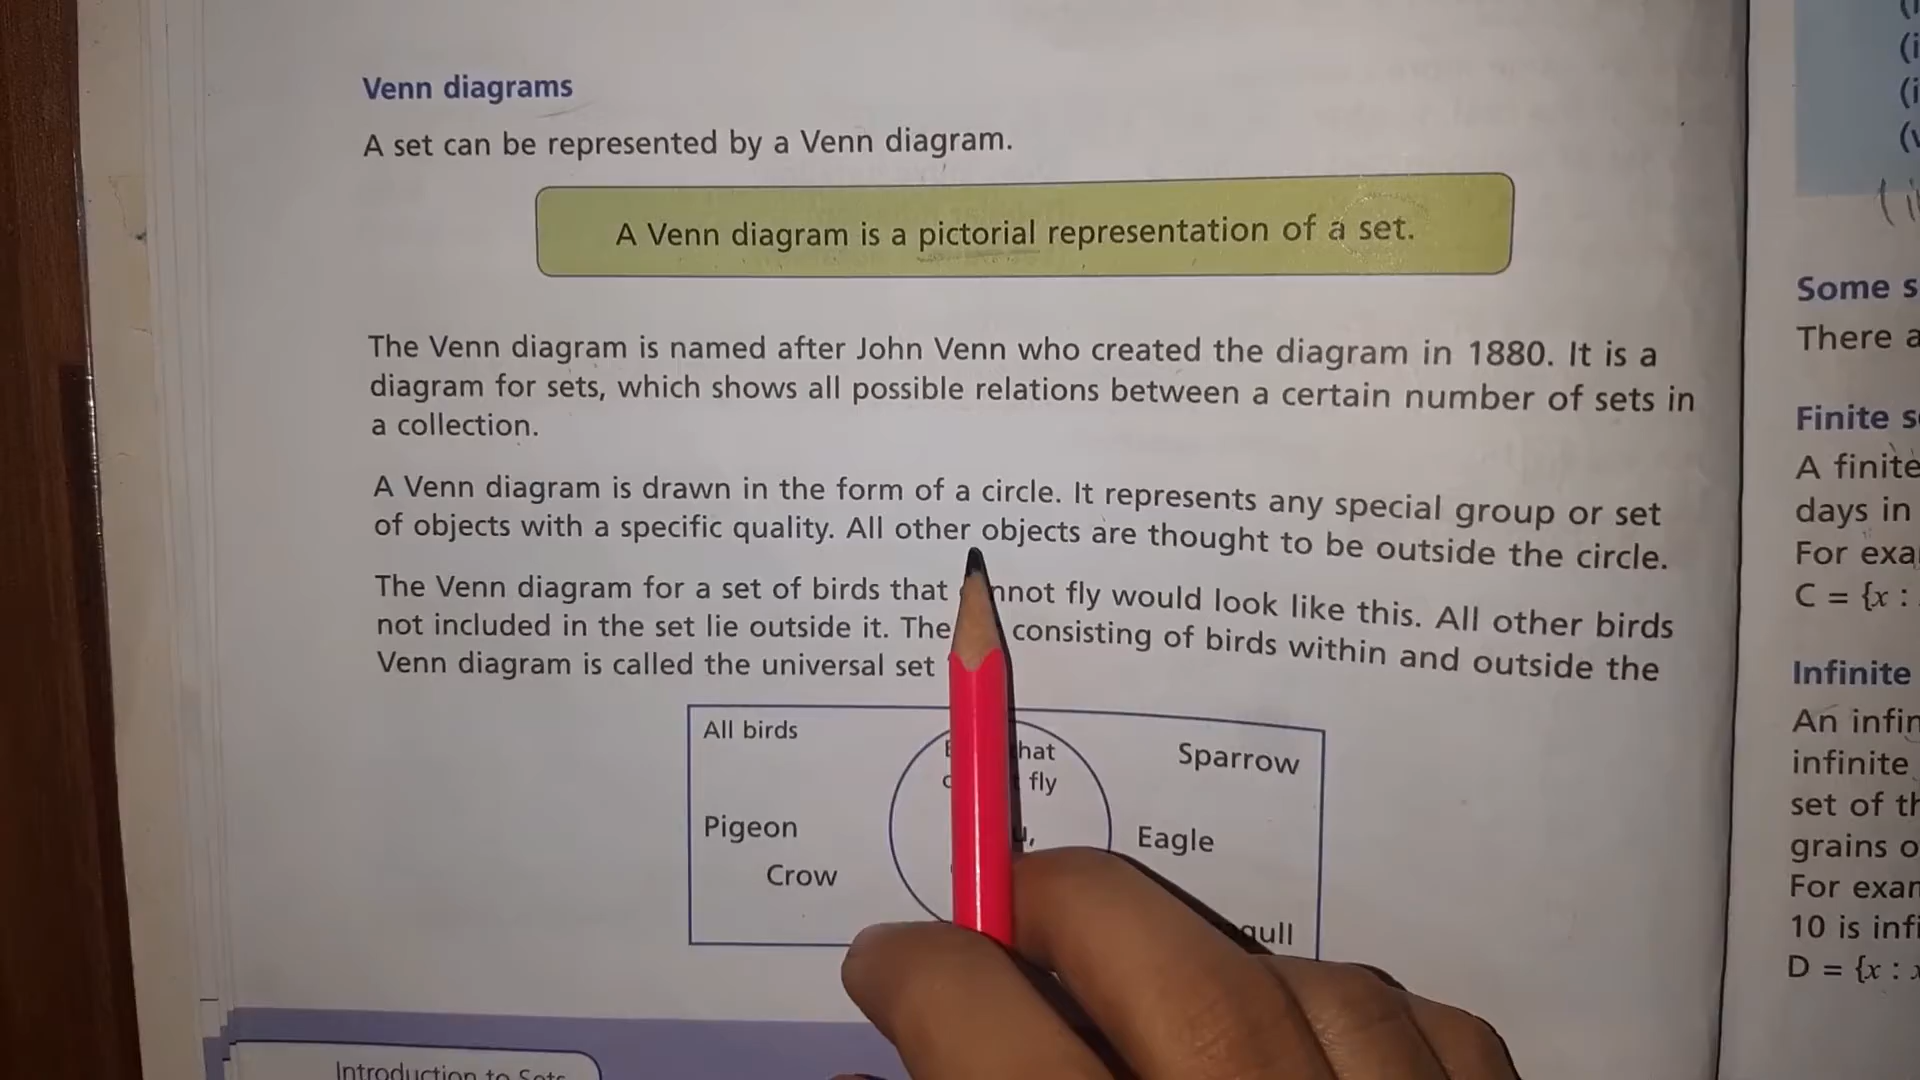 Venn diagrams
A set can be represented by a Venn diagram.
A Venn diagram is a pictorial representation of a set.
The Venn diagram is named after John Venn who created the diagram in 1880. It is a
diagram for sets, which shows all possible relations between a certain number of sets in
a collection.
A Venn diagram is drawn in the form of a circle. It represents any special group or set
of objects with a specific quality. All other objects are thought to be outside the circle.
The Venn diagram for a set of birds that nnot fly would look like this. All other birds
not included in the set lie outside it. The consisting of birds within and outside the
Venn diagram is called the universal set
All birds
hat
fly
Sparrow
Pigeon
u,
Eagle
Crow
gull
Introduction to Sets
(i
(i
(v
(i
Some s
There a
Finite s
A finite
days in
For exa
C = {x :
Infinite
An infin
infinite
set of th
grains o
For exam
10 is infi
D = {x : x